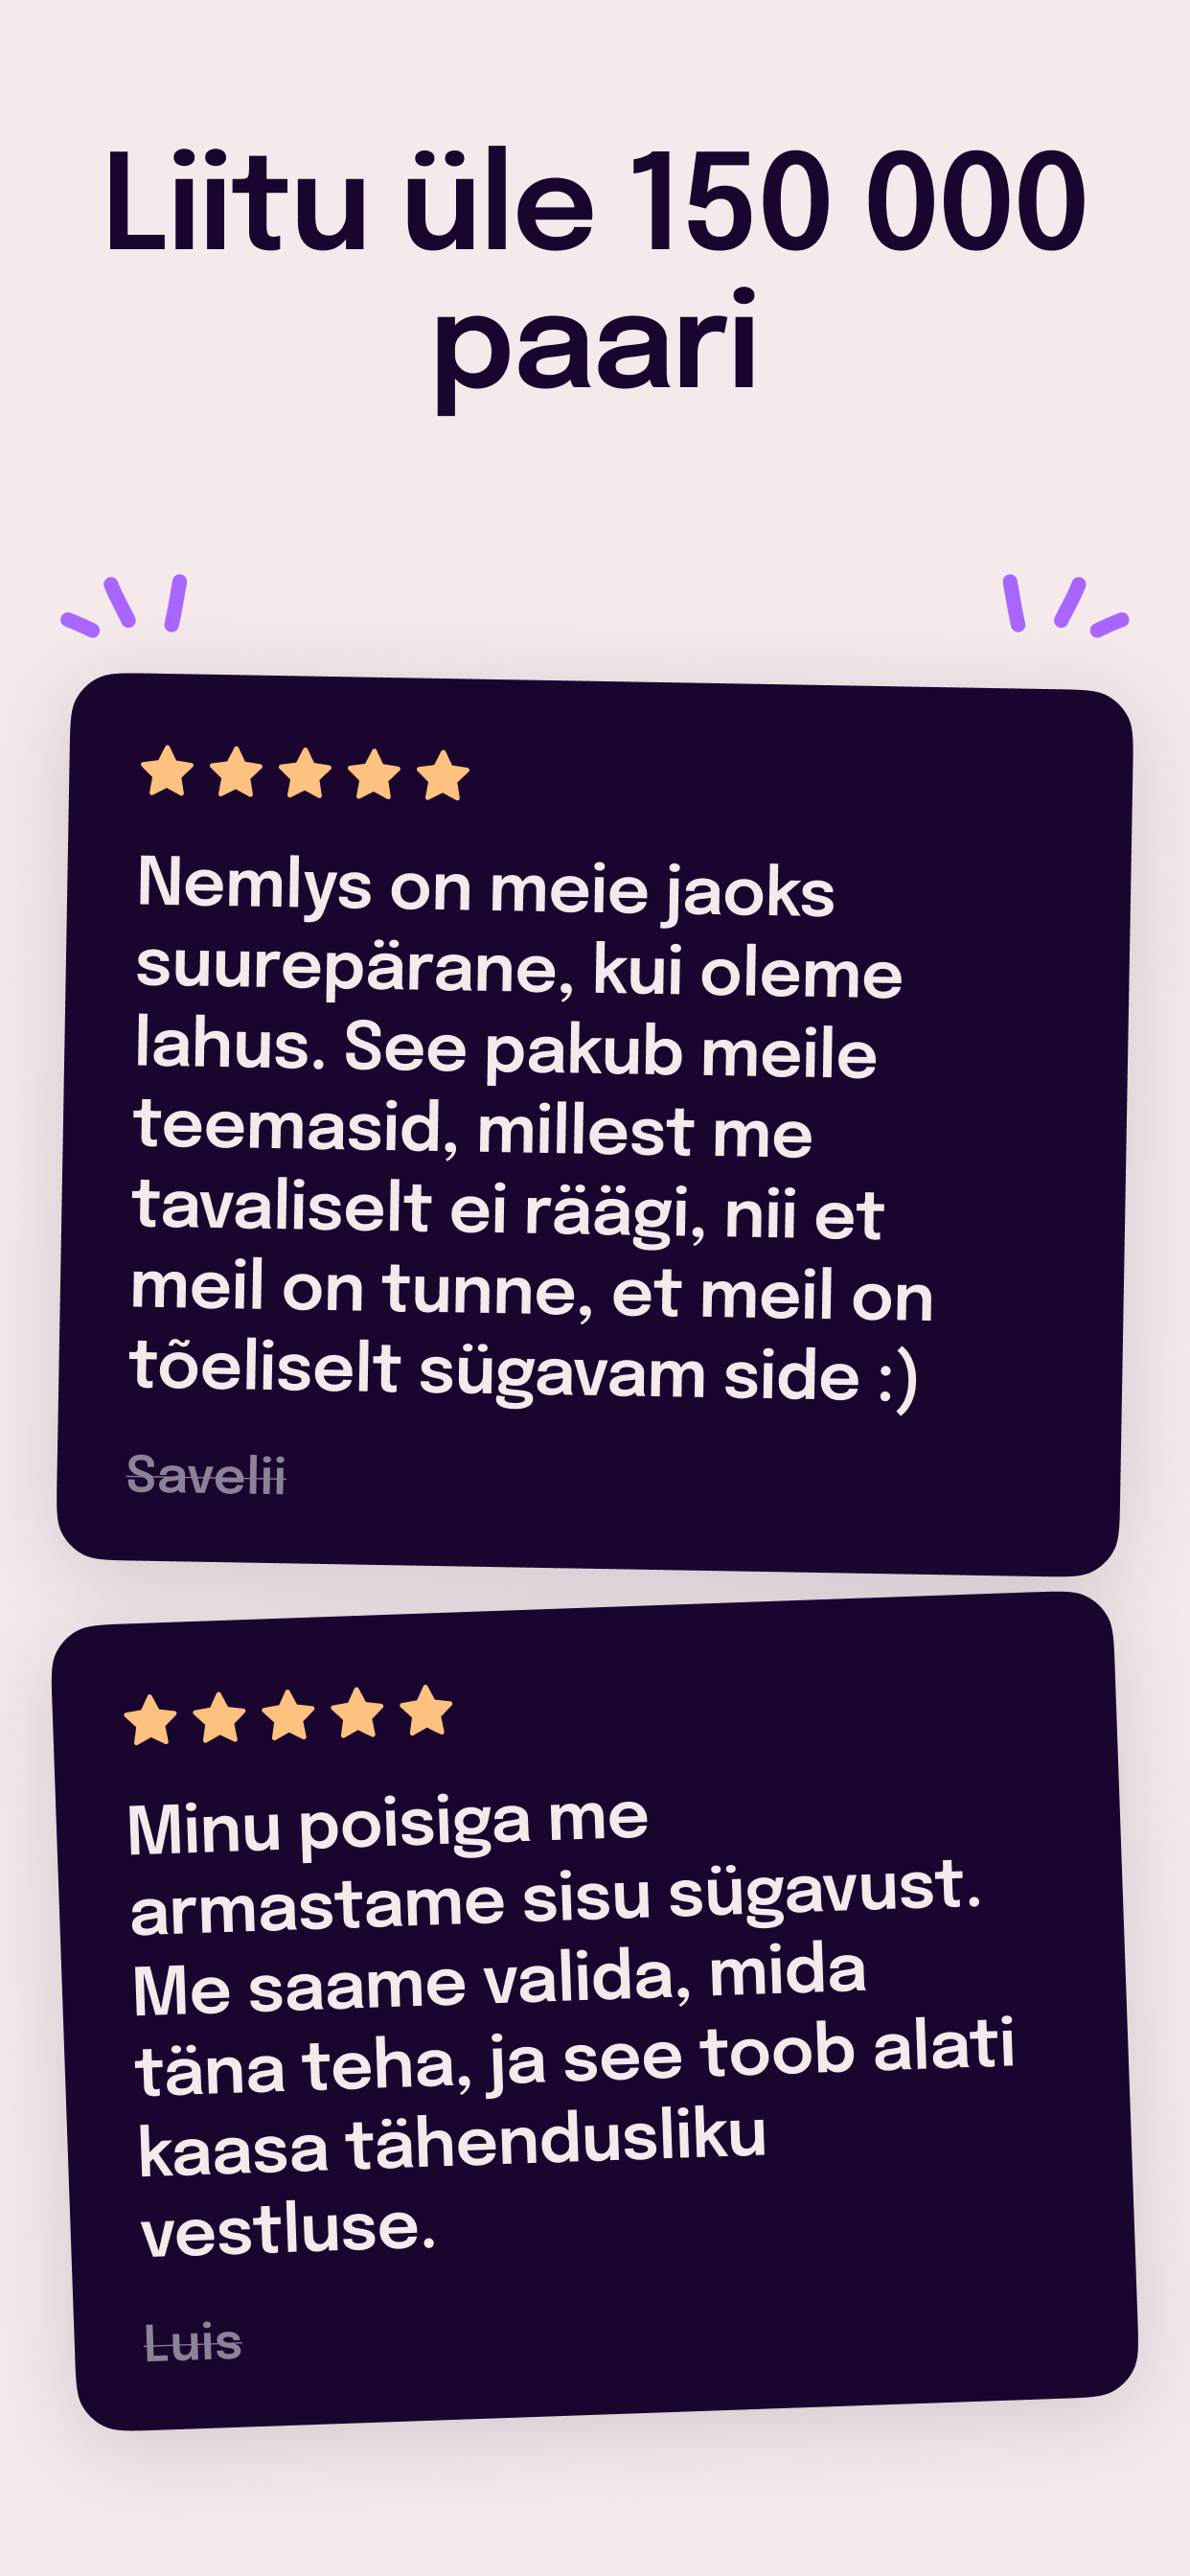 Liitu üle 150 000
paari
Nemlys on meie jaoks
suurepärane, kui oleme
lahus. See pakub meile
teemasid, millest me
tavaliselt ei räägi, nii et
meil on tunne, et meil on
tõeliselt sügavam side :)
Savelii
Minu poisiga me
armastame sisu sügavust.
Me saame valida, mida
täna teha, ja see toob alati
kaasa tähendusliku
vestluse.
Luis